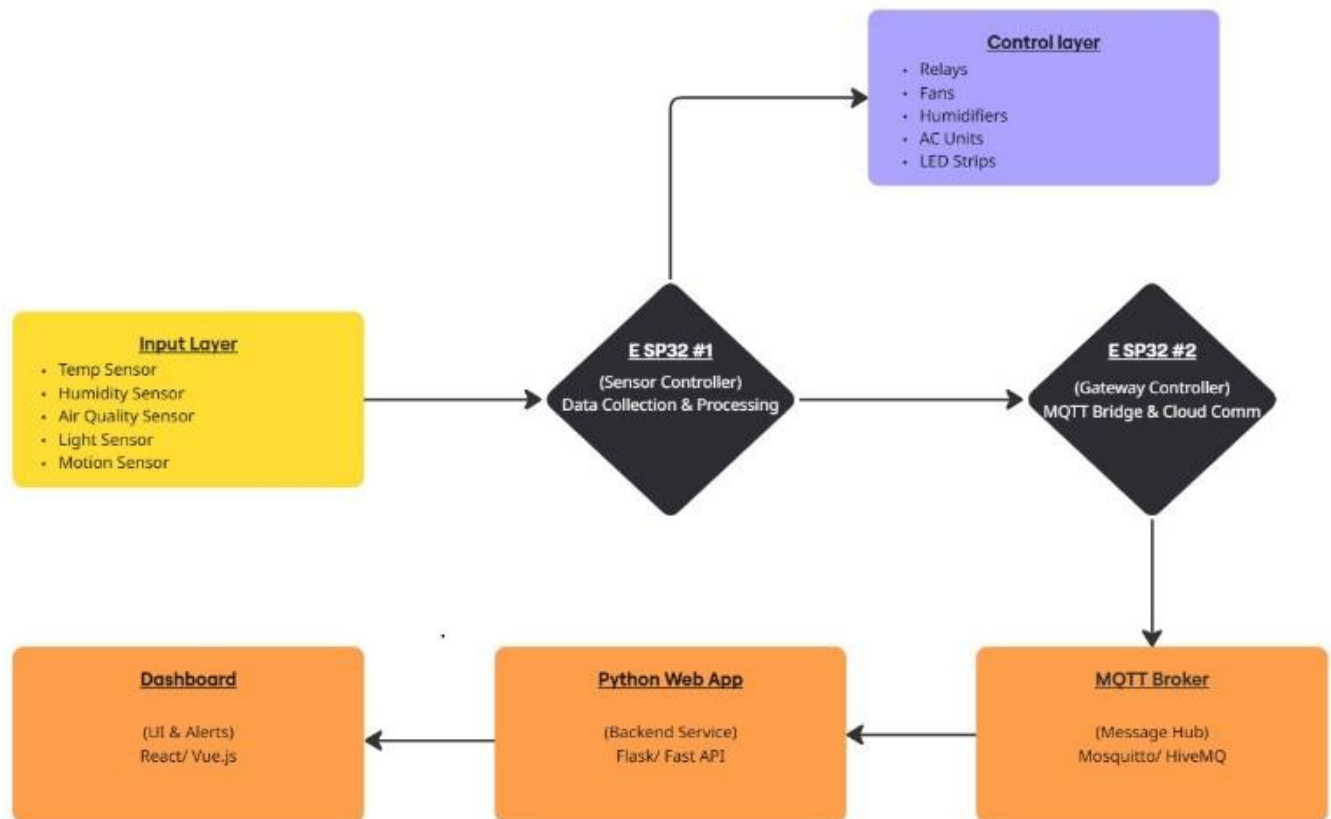 Control layer
• Relays
• Fans
• Humidifiers
• AC Units
• LED Strips
Input Layer
• Temp Sensor
• Humidity Sensor
• Air Quality Sensor
• Light Sensor
• Motion Sensor
E SP32 #1
(Sensor Controller)
Data Collection & Processing
E SP32 #2
(Gateway Controller)
MQTT Bridge & Cloud Comm
Dashboard
(UI & Alerts)
React/ Vue.js
Python Web App
(Backend Service)
Flask/ Fast API
MQTT Broker
(Message Hub)
Mosquitto/ HiveMQ